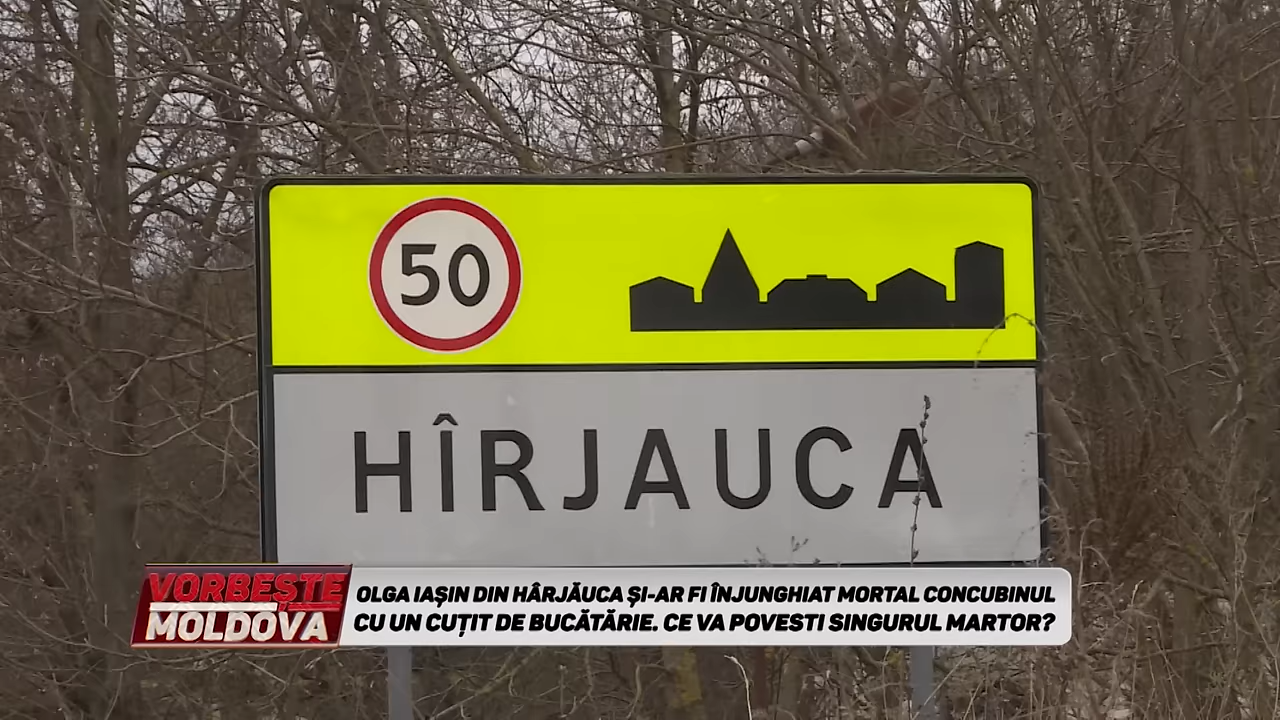 50
HÎRJAUCA
VORBEȘTE
MOLDOVA
OLGA IAȘIN DIN HÂRJĂUCA ȘI-AR FI ÎNJUNGHIAT MORTAL CONCUBINUL
CU UN CUȚIT DE BUCĂTĂRIE. CE VA POVESTI SINGURUL MARTOR?